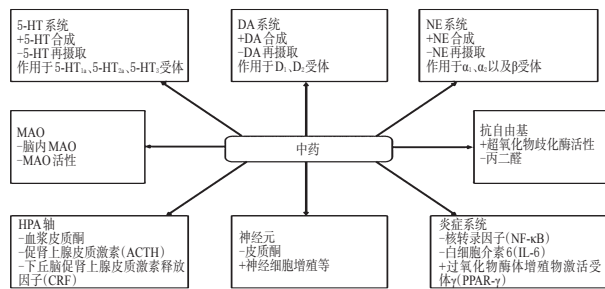 5-HT系统
+5-HT合成
−5-HT再摄取
作用于5-HT1a、5-HT2a、5-HT3受体
DA系统
+DA合成
−DA再摄取
作用于D1、D2受体
NE系统
+NE合成
−NE再摄取
作用于α1、α2以及β受体
MAO
−脑内MAO
−MAO活性
中药
抗自由基
+超氧化物歧化酶活性
−丙二醛
HPA轴
−血浆皮质酮
−促肾上腺皮质激素(ACTH)
−下丘脑促肾上腺皮质激素释放
因子(CRF)
神经元
−皮质酮
+神经细胞增殖等
炎症系统
−核转录因子(NF-κB)
−白细胞介素6(IL-6)
+过氧化物酶体增殖物激活受
体γ(PPAR-γ)